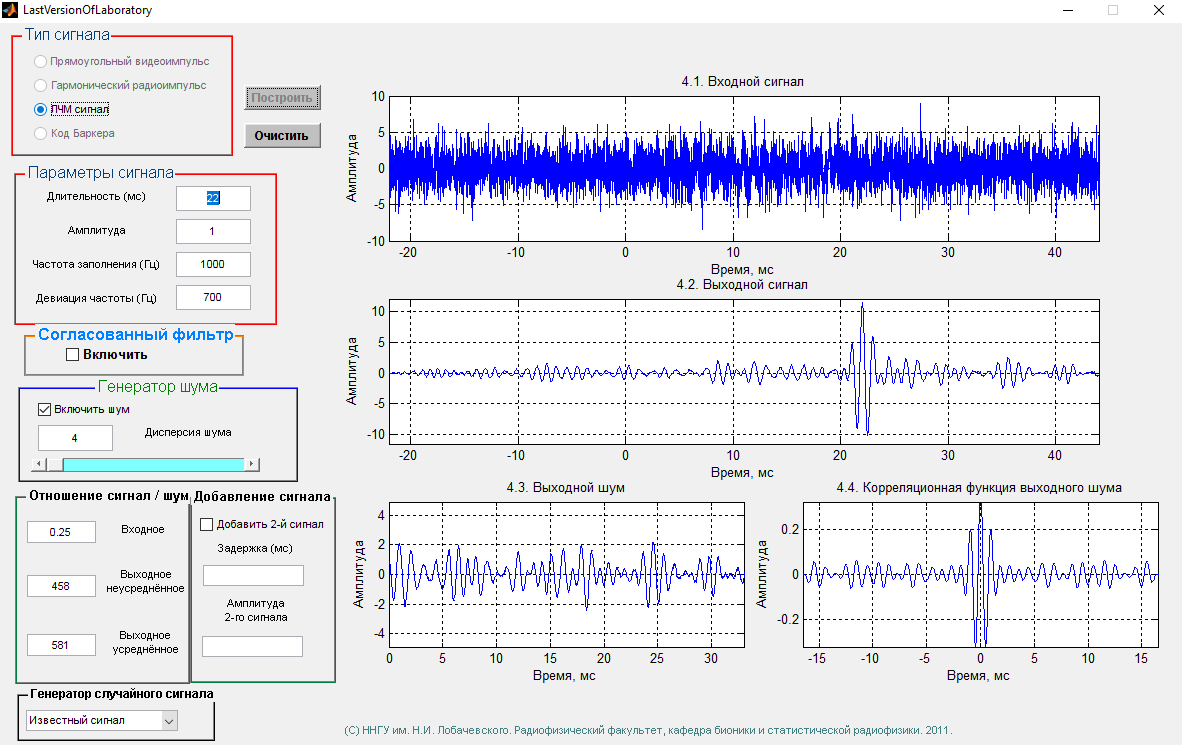 LastVersionOfLaboratory
Тип сигнала
Прямоугольный видеоимпульс
Гармонический радиоимпульс
ЛЧМ сигнал
Код Баркера
Построить
Очистить
Параметры сигнала
Длительность (мс)
22
Амплитуда
1
Частота заполнения (Гц)
1000
Девиация частоты (Гц)
700
Согласованный фильтр
Включить
Генератор шума
Включить шум
4
Дисперсия шума
Отношение сигнал / шум
0.25
Входное
458
Выходное
неусреднённое
581
Выходное
усреднённое
Добавление сигнала
Добавить 2-й сигнал
Задержка (мс)
Амплитуда
2-го сигнала
Генератор случайного сигнала
Известный сигнал
4.1. Входной сигнал
Амплитуда
10
5
0
-5
-10
-20 -10 0 10 20 30 40
Время, мс
4.2. Выходной сигнал
Амплитуда
10
5
0
-5
-10
-20 -10 0 10 20 30 40
Время, мс
4.3. Выходной шум
Амплитуда
4
2
0
-2
-4
0 5 10 15 20 25 30
Время, мс
4.4. Корреляционная функция выходного шума
Амплитуда
0.2
0
-0.2
-15 -10 -5 0 5 10 15
Время, мс
(С) ННГУ им. Н.И. Лобачевского. Радиофизический факультет, кафедра бионики и статистической радиофизики. 2011.